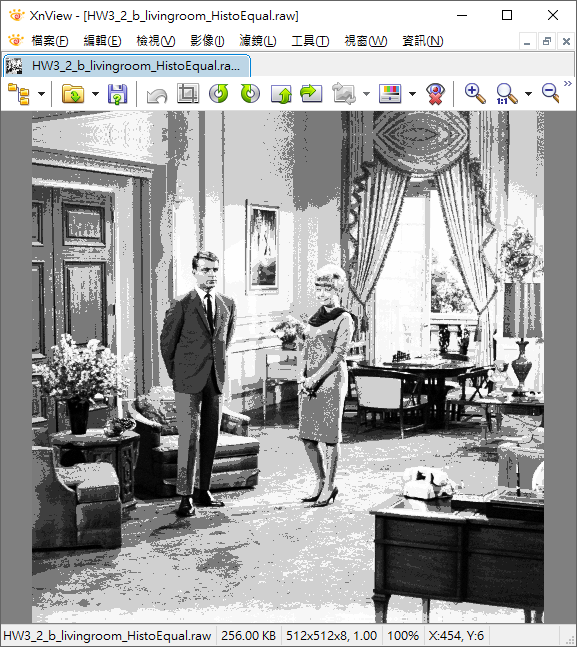 XnView - [HW3_2_b_livingroom_HistoEqual.raw]
檔案(F) 編輯(E) 檢視(V) 影像(I) 濾鏡(L) 工具(T) 視窗(W) 資訊(N)
HW3_2_b_livingroom_HistoEqual.ra...
1:1
HW3_2_b_livingroom_HistoEqual.raw 256.00 KB 512x512x8, 1.00 100% X:454, Y:6